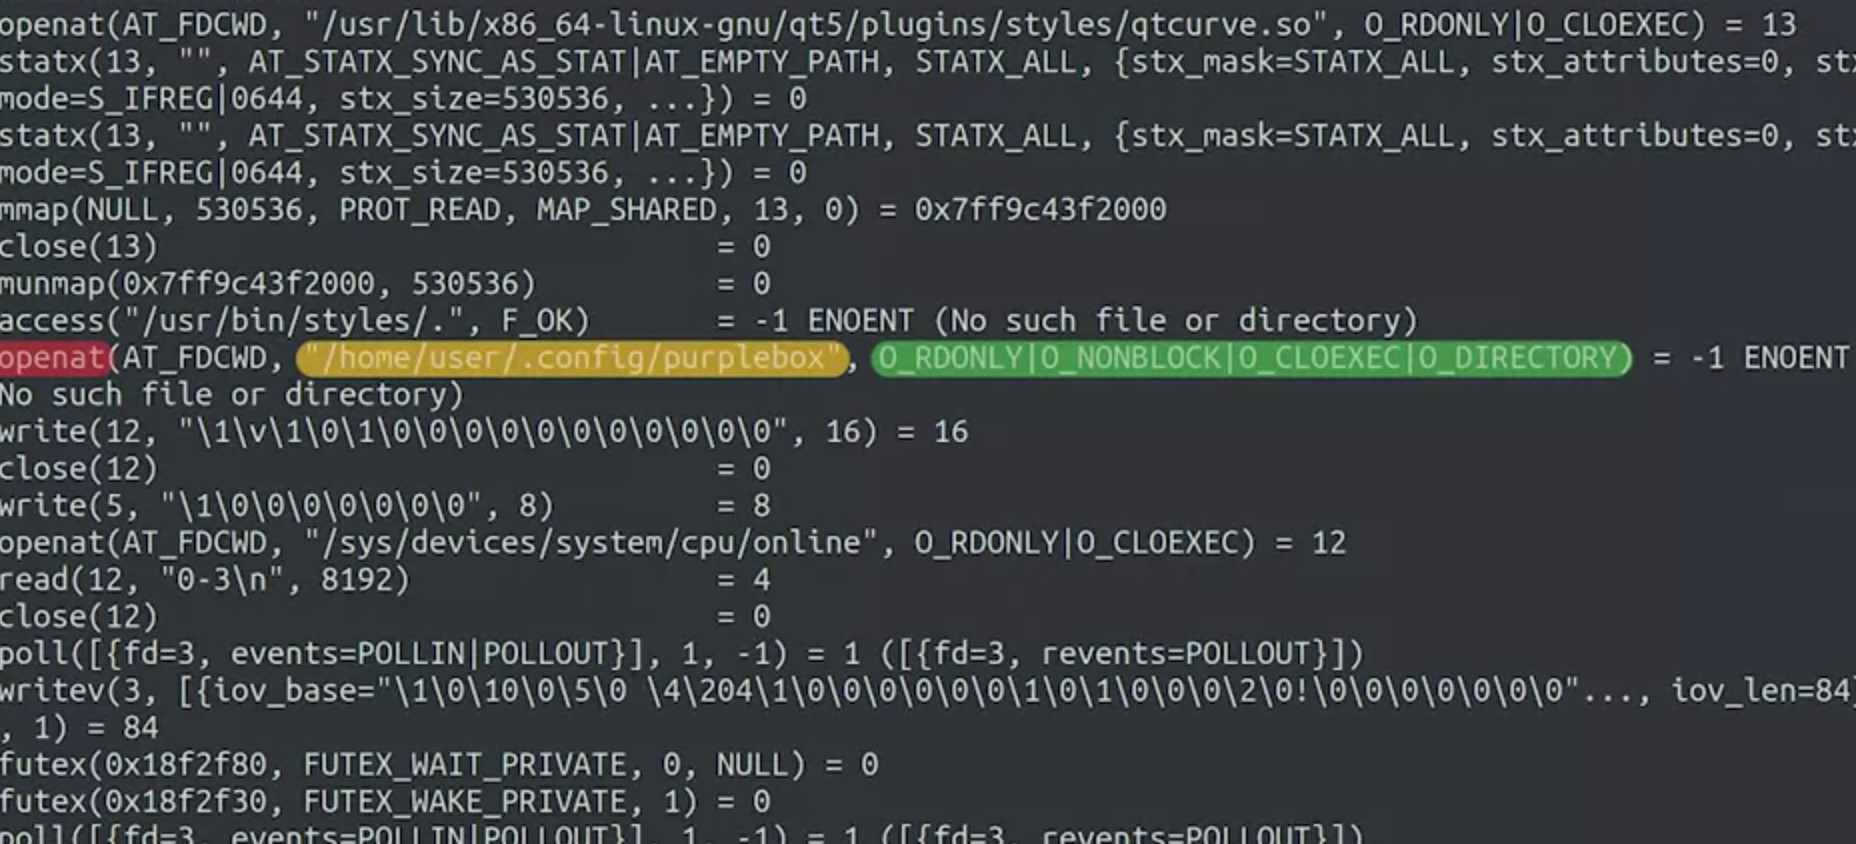 openat(AT_FDCWD, "/usr/lib/x86_64-linux-gnu/qt5/plugins/styles/qtcurve.so", O_RDONLY|O_CLOEXEC) = 13
statx(13, "", AT_STATX_SYNC_AS_STAT|AT_EMPTY_PATH, STATX_ALL, {stx_mask=STATX_ALL, stx_attributes=0, stx
mode=S_IFREG|0644, stx_size=530536, ...}) = 0
statx(13, "", AT_STATX_SYNC_AS_STAT|AT_EMPTY_PATH, STATX_ALL, {stx_mask=STATX_ALL, stx_attributes=0, stx
mode=S_IFREG|0644, stx_size=530536, ...}) = 0
mmap(NULL, 530536, PROT_READ, MAP_SHARED, 13, 0) = 0x7ff9c43f2000
close(13) = 0
munmap(0x7ff9c43f2000, 530536) = 0
access("/usr/bin/styles/.", F_OK) = -1 ENOENT (No such file or directory)
openat(AT_FDCWD, "/home/user/.config/purplebox", O_RDONLY|O_NONBLOCK|O_CLOEXEC|O_DIRECTORY) = -1 ENOENT
No such file or directory)
write(12, "\1\v\1\0\1\0\0\0\0\0\0\0\0\0\0\0", 16) = 16
close(12) = 0
write(5, "\1\0\0\0\0\0\0\0", 8) = 8
openat(AT_FDCWD, "/sys/devices/system/cpu/online", O_RDONLY|O_CLOEXEC) = 12
read(12, "0-3\n", 8192) = 4
close(12) = 0
poll([{fd=3, events=POLLIN|POLLOUT}], 1, -1) = 1 ([{fd=3, revents=POLLOUT}])
writev(3, [{iov_base="\1\0\10\0\5\0 \4\204\1\0\0\0\0\0\0\1\0\1\0\0\0\2\0!\0\0\0\0\0\0\0"..., iov_len=84}
, 1) = 84
futex(0x18f2f80, FUTEX_WAIT_PRIVATE, 0, NULL) = 0
futex(0x18f2f30, FUTEX_WAKE_PRIVATE, 1) = 0
poll([{fd=3, events=POLLIN|POLLOUT}], 1, -1) = 1 ([{fd=3, revents=POLLOUT}])